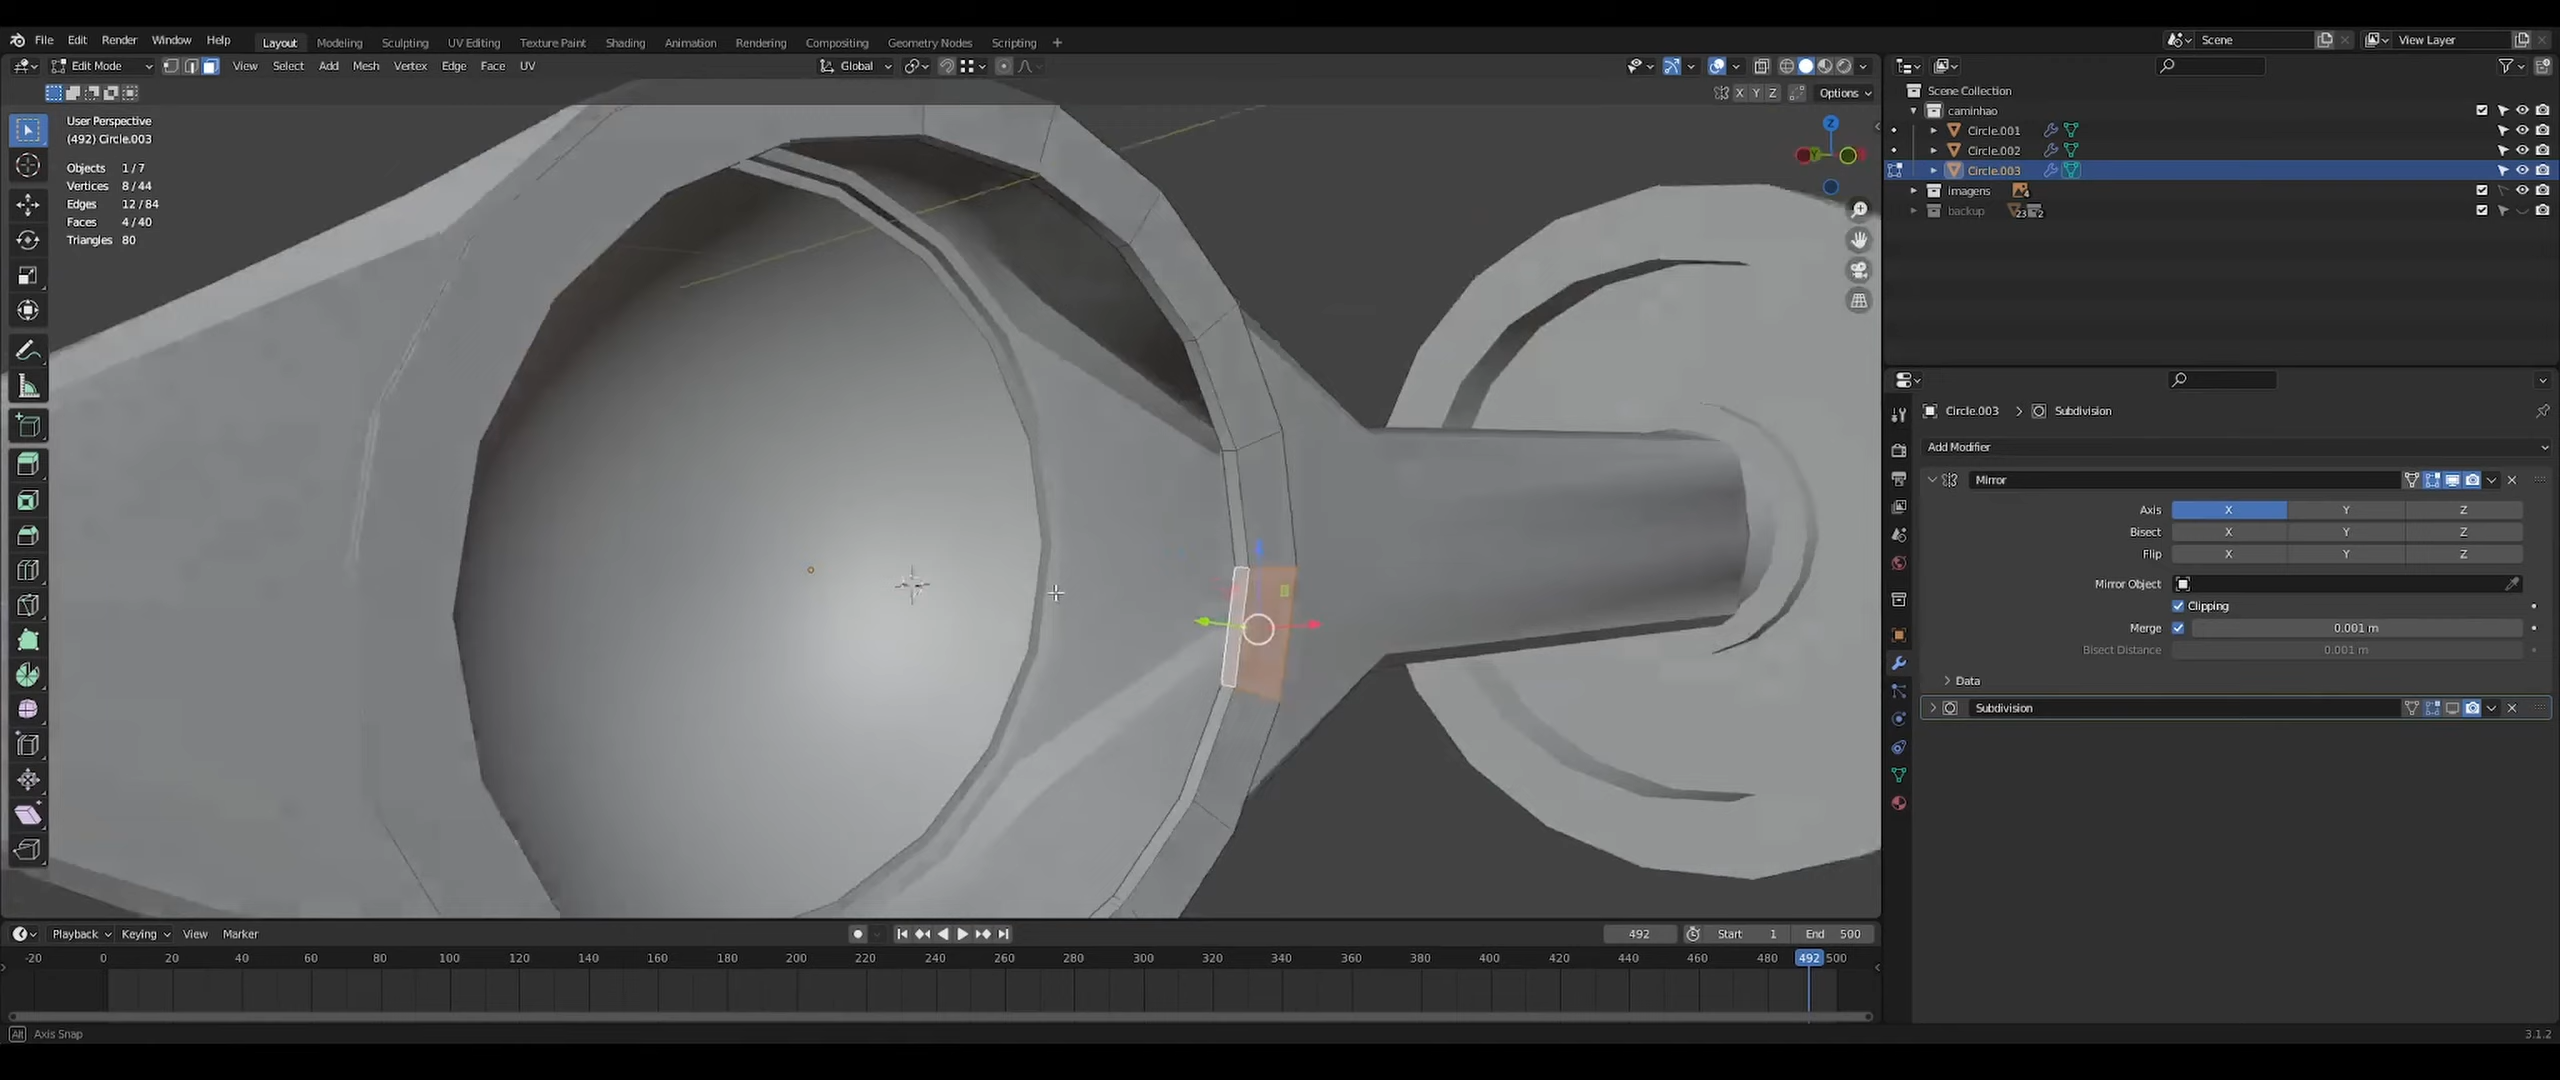 File Edit Render Window Help Layout Modeling Sculpting UV Editing Texture Paint Shading Animation Rendering Compositing Geometry Nodes Scripting + Scene View Layer
Edit Mode View Select Add Mesh Vertex Edge Face UV Global
X Y Z Options
User Perspective
(492) Circle.003
Objects 1/7
Vertices 8/44
Edges 12/84
Faces 4/40
Triangles 80
Z
Y
Scene Collection
caminhao
Circle.001
Circle.002
Circle.003
imagens 4
backup 23 2
Circle.003 > Subdivision
Add Modifier
Mirror
Axis X Y Z
Bisect X Y Z
Flip X Y Z
Mirror Object
Clipping
Merge 0.001 m
Bisect Distance 0.001 m
Data
Subdivision
Playback Keying View Marker 492 Start 1 End 500
-20 0 20 40 60 80 100 120 140 160 180 200 220 240 260 280 300 320 340 360 380 400 420 440 460 480 492 500
Alt Axis Snap 3.1.2